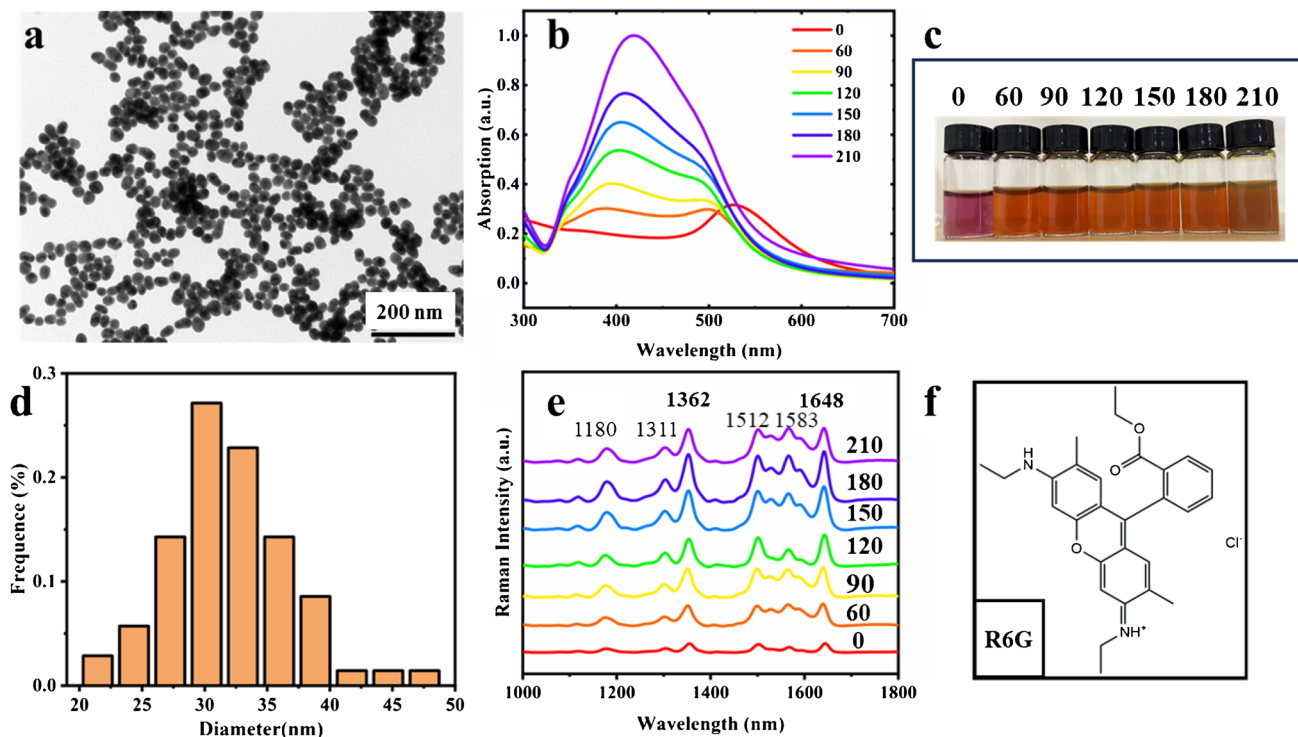 a
200 nm
b
Absorption (a.u.)
1.0
0.8
0.6
0.4
0.2
0.0
300 400 500 600 700
Wavelength (nm)
0
60
90
120
150
180
210
c
0 60 90 120 150 180 210
d
Frequence (%)
0.3
0.2
0.1
0.0
20 25 30 35 40 45 50
Diameter(nm)
e
Raman Intensity (a.u.)
1180 1311 1362 1512 1583 1648
210
180
150
120
90
60
0
1000 1200 1400 1600 1800
Wavelength (nm)
f
O
O
H
N
O
NH+
Cl-
R6G